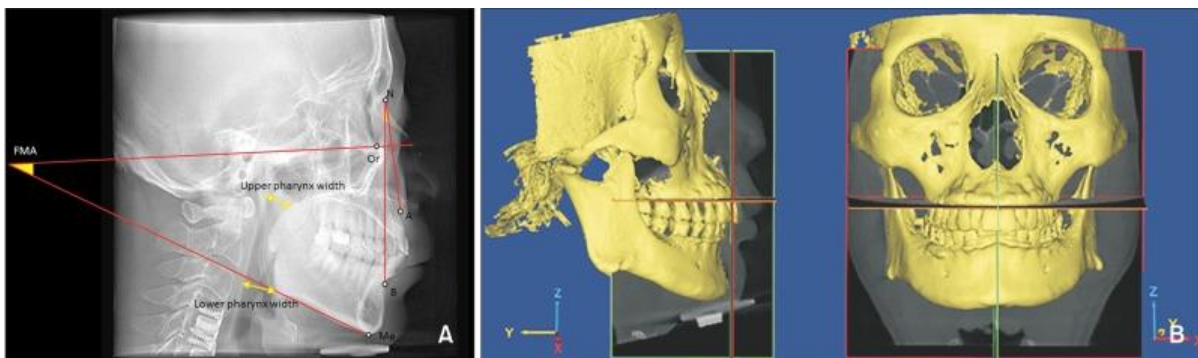 FMA
N
Or
Upper pharynx width
A
B
Lower pharynx width
Me
A
Z
Y
X
Z
Y
B